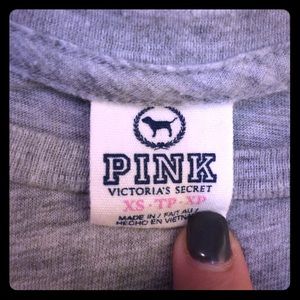 PINK
VICTORIA'S SECRET
XS · TP · XP
MADE IN / FAIT AU /
HECHO EN VIETNAM